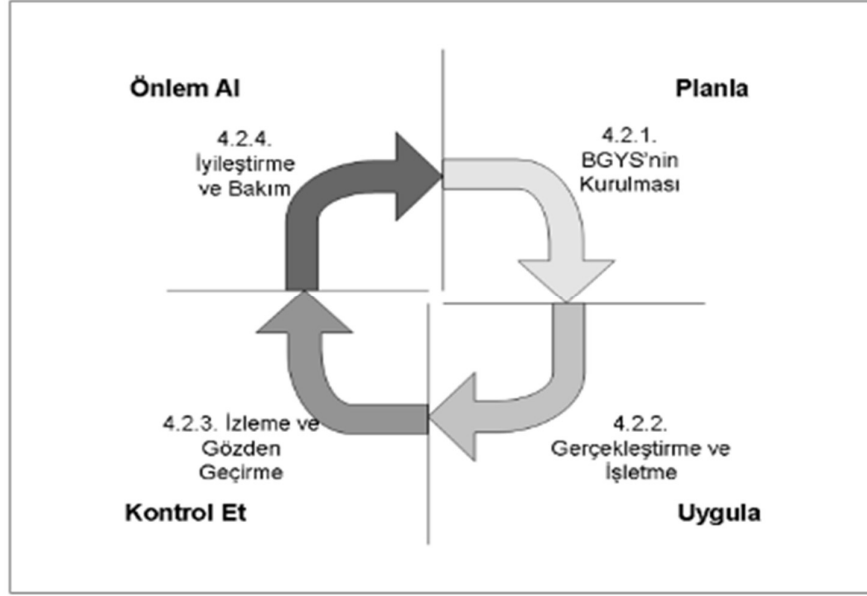 Önlem Al
Planla
4.2.4.
İyileştirme
ve Bakım
4.2.1.
BGYS'nin
Kurulması
4.2.3. İzleme ve
Gözden
Geçirme
4.2.2.
Gerçekleştirme ve
İşletme
Kontrol Et
Uygula